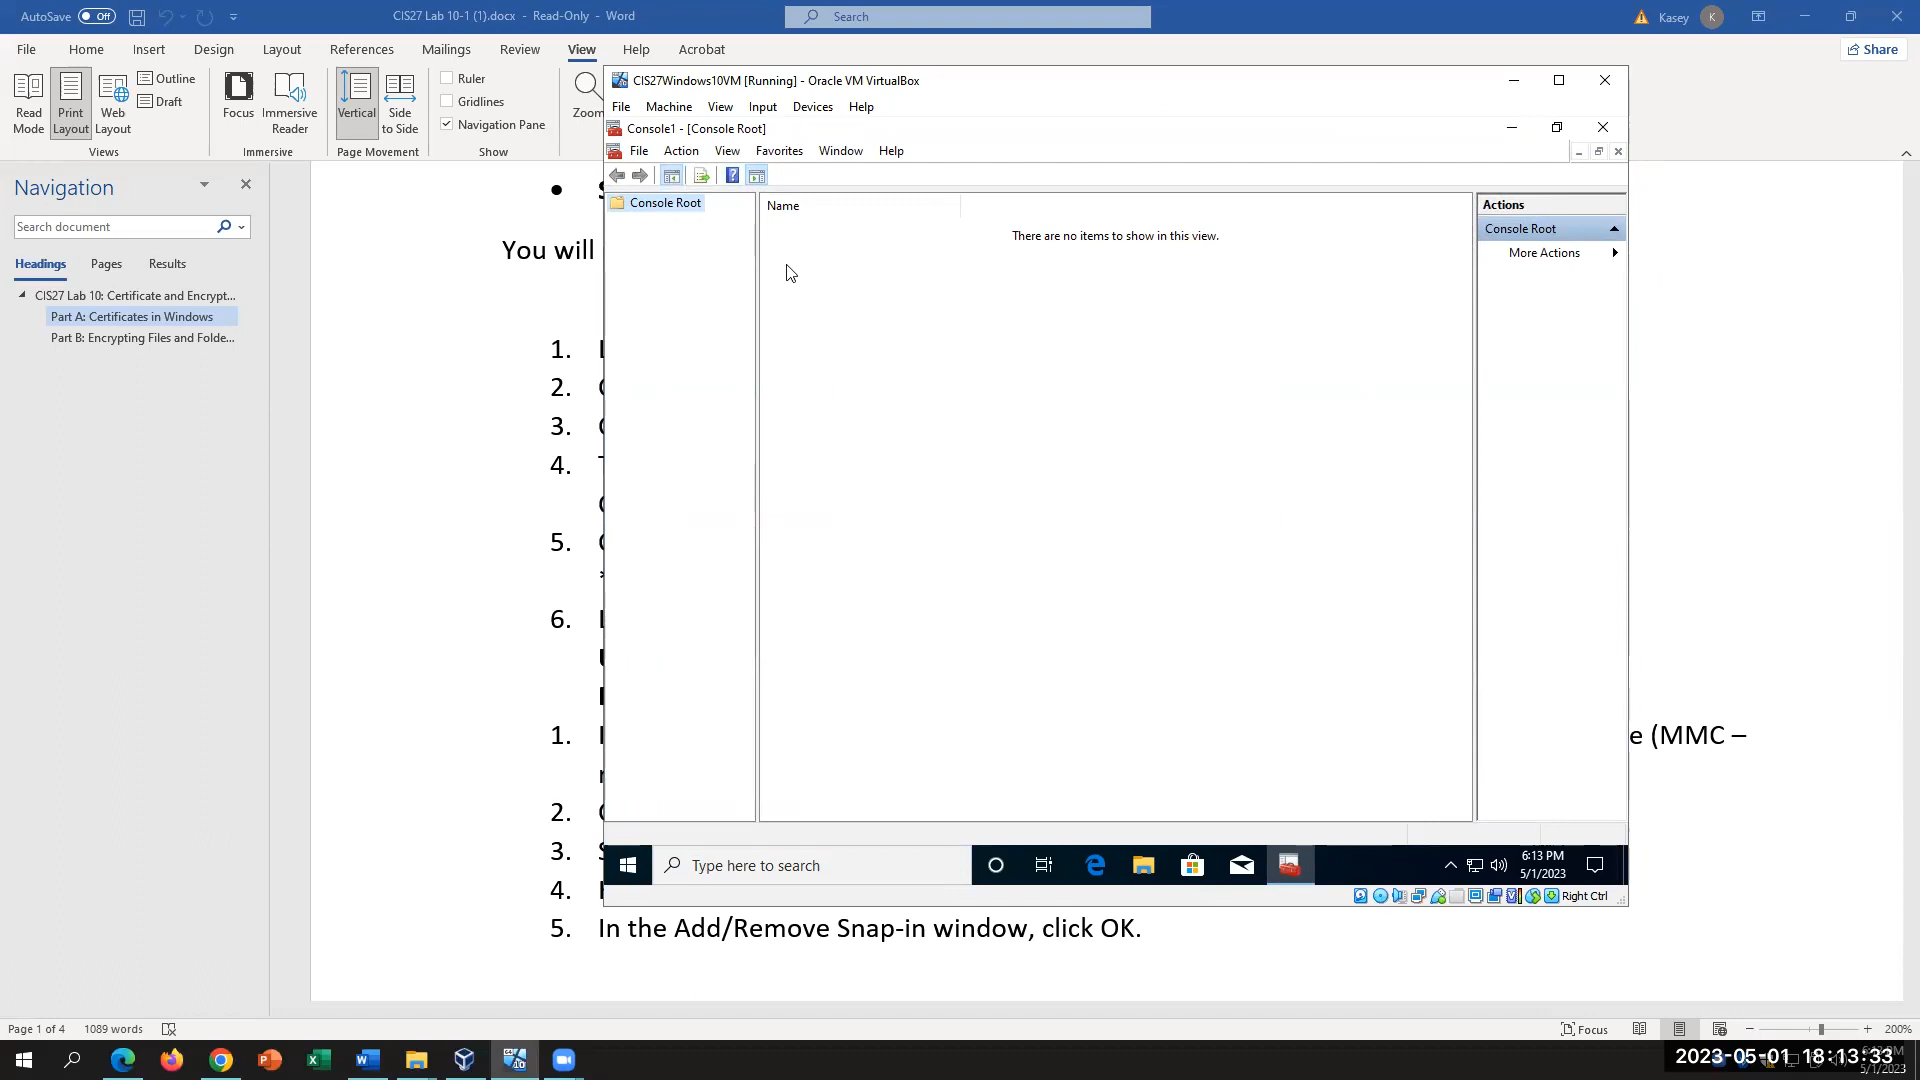 AutoSave Off
CIS27 Lab 10-1 (1).docx - Read-Only - Word
Search
Kasey K
File Home Insert Design Layout References Mailings Review View Help Acrobat
Share
Read Mode
Print Layout
Web Layout
Outline
Draft
Views
Focus
Immersive Reader
Immersive
Vertical
Side to Side
Page Movement
Ruler
Gridlines
Navigation Pane
Show
Zoom
Navigation
Search document
Headings Pages Results
CIS27 Lab 10: Certificate and Encrypt...
Part A: Certificates in Windows
Part B: Encrypting Files and Folde...
You will
1.
2.
3.
4.
5.
6.
1.
e (MMC –
2.
3.
4.
5. In the Add/Remove Snap-in window, click OK.
CIS27Windows10VM [Running] - Oracle VM VirtualBox
File Machine View Input Devices Help
Console1 - [Console Root]
File Action View Favorites Window Help
Console Root
Name
There are no items to show in this view.
Actions
Console Root
More Actions
Type here to search
6:13 PM
5/1/2023
Right Ctrl
Page 1 of 4 1089 words
Focus
200%
2023-05-01 18:13:33
5/1/2023